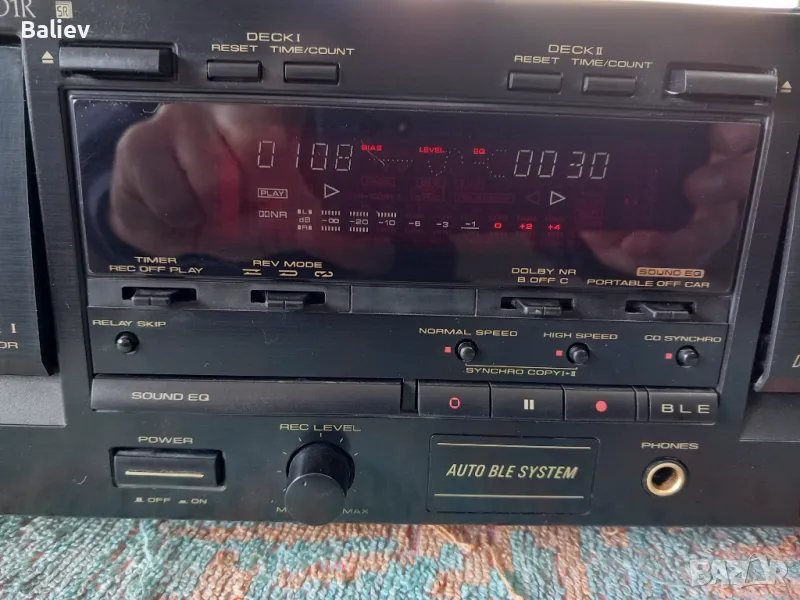 Baliev
SR
DECK I
RESET TIME/COUNT
DECK II
RESET TIME/COUNT
0108
BIAS LEVEL EQ
0030
PLAY
NR
L dB R -20 -10 -6 -3 -1 0 +2 +4
TIMER
REC OFF PLAY
REV MODE
DOLBY NR
B OFF C
SOUND EQ
PORTABLE OFF CAR
RELAY SKIP
NORMAL SPEED
HIGH SPEED
CD SYNCHRO
SYNCHRO COPY I▸II
SOUND EQ
BLE
POWER
OFF ON
REC LEVEL
MAX
AUTO BLE SYSTEM
PHONES
BAZAR